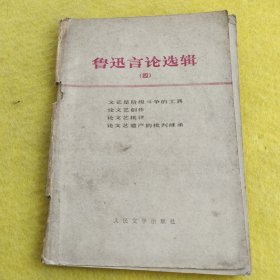 鲁迅言论选辑
(四)
文艺是阶级斗争的工具
论文艺创作
论文艺批评
论文艺遗产的批判继承
人民文学出版社